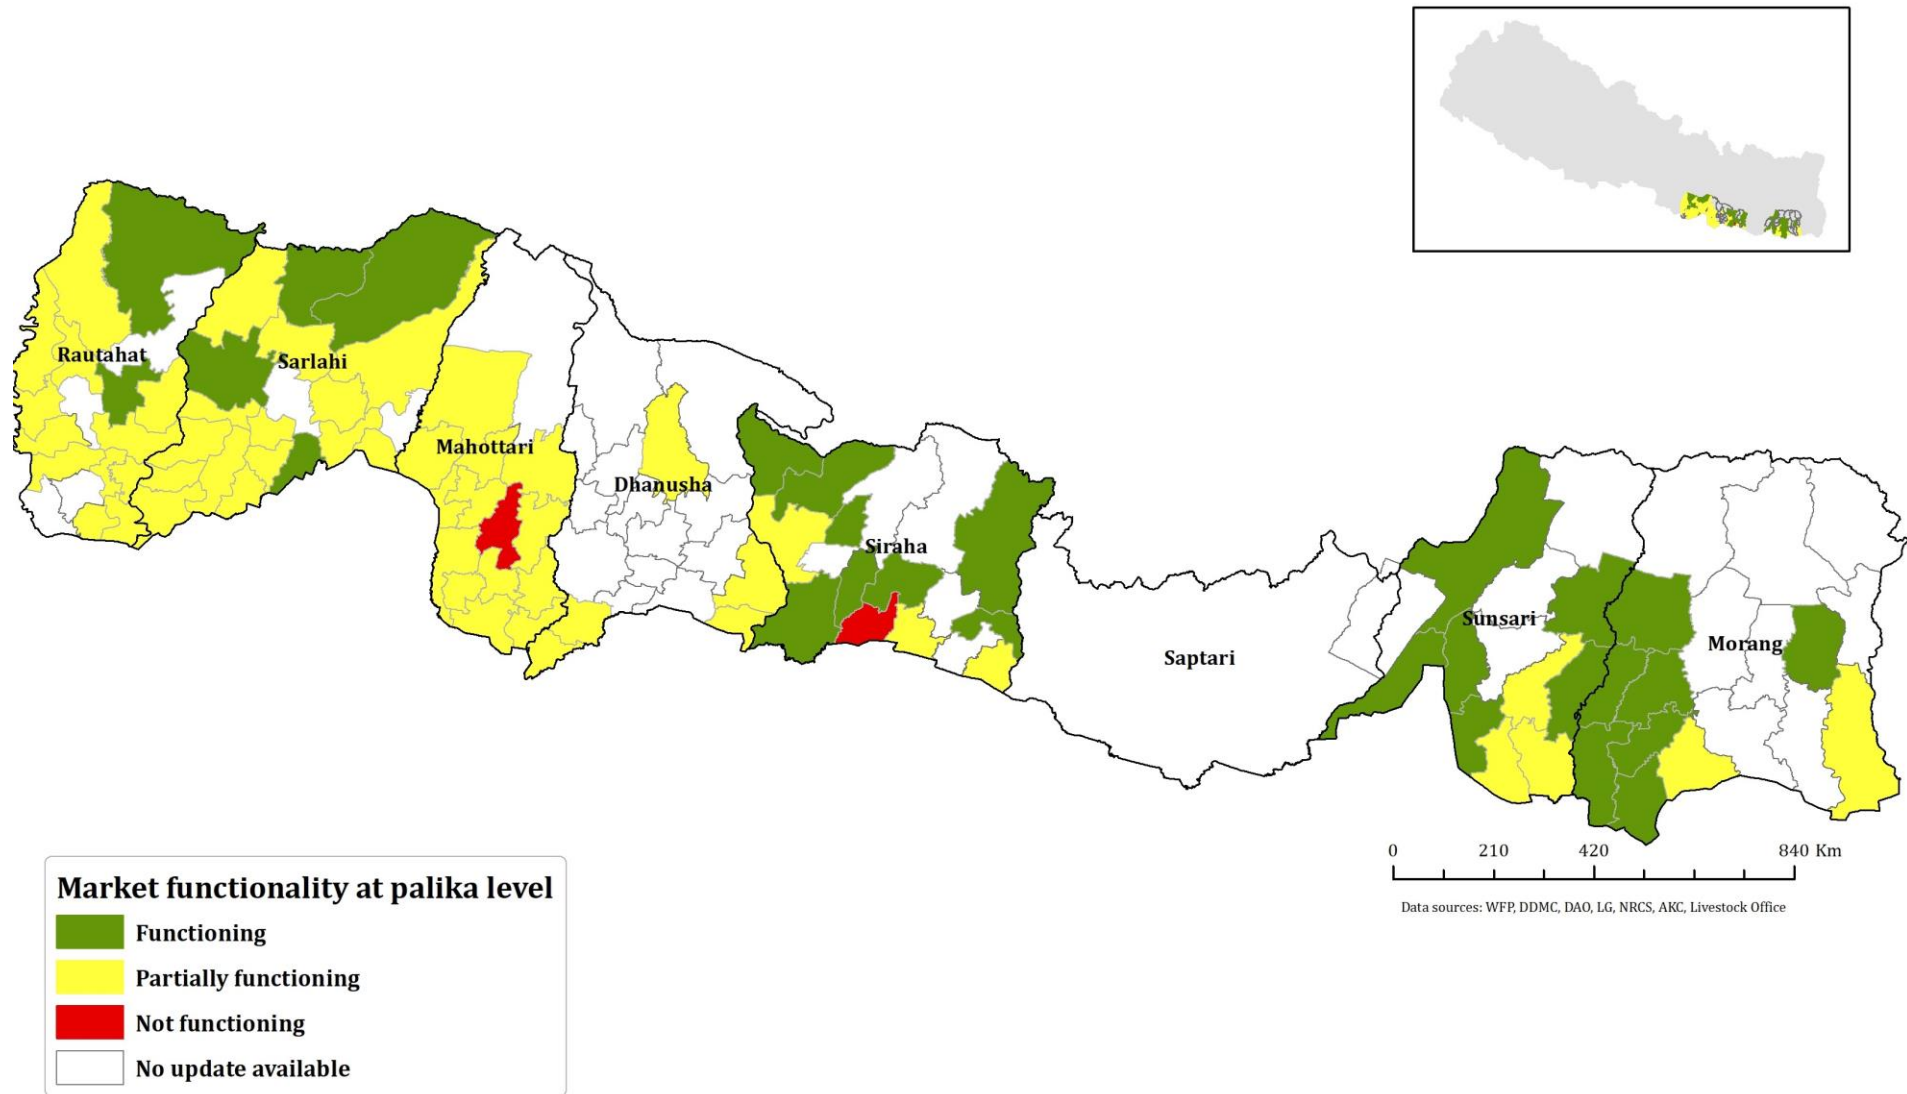 Rautahat
Sarlahi
Mahottari
Dhanusha
Siraha
Saptari
Sunsari
Morang
0 210 420 840 Km
Data sources: WFP, DDMC, DAO, LG, NRCS, AKC, Livestock Office
Market functionality at palika level
Functioning
Partially functioning
Not functioning
No update available